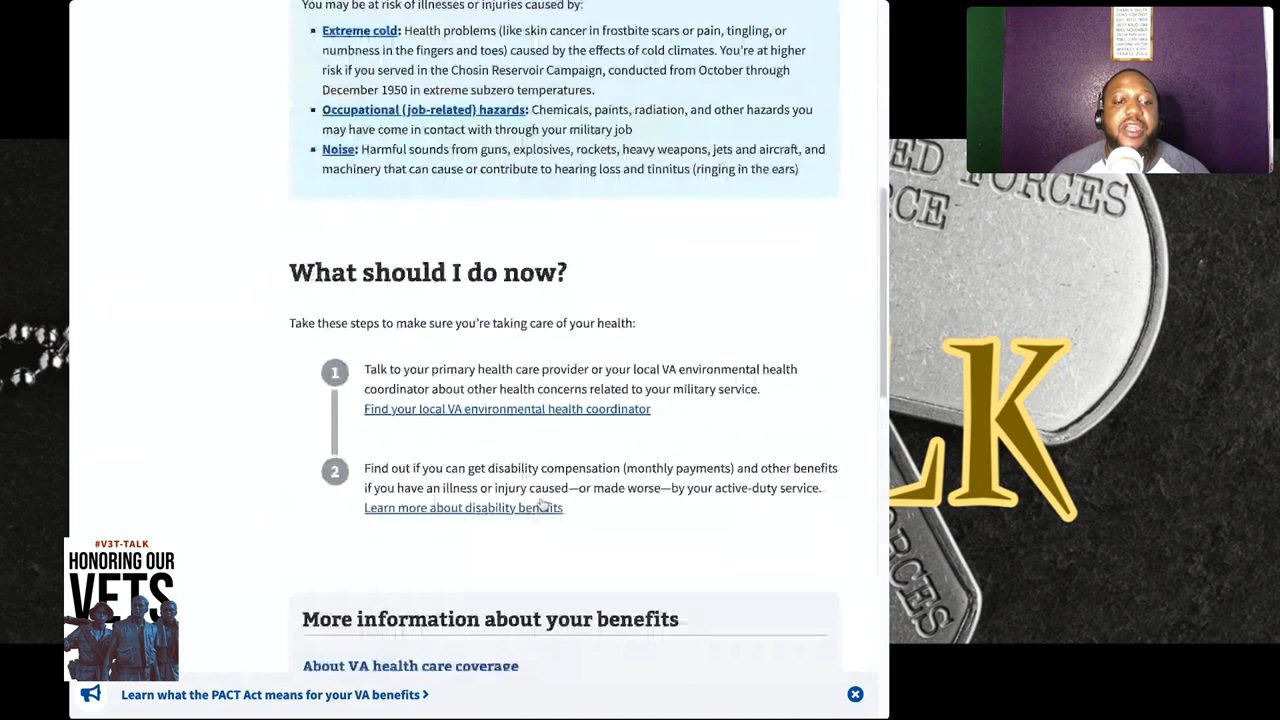 You may be at risk of illnesses or injuries caused by:
Extreme cold: Health problems (like skin cancer in frostbite scars or pain, tingling, or
numbness in the fingers and toes) caused by the effects of cold climates. You're at higher
risk if you served in the Chosin Reservoir Campaign, conducted from October through
December 1950 in extreme subzero temperatures.
Occupational (job-related) hazards: Chemicals, paints, radiation, and other hazards you
may have come in contact with through your military job
Noise: Harmful sounds from guns, explosives, rockets, heavy weapons, jets and aircraft, and
machinery that can cause or contribute to hearing loss and tinnitus (ringing in the ears)
What should I do now?
Take these steps to make sure you're taking care of your health:
1
Talk to your primary health care provider or your local VA environmental health
coordinator about other health concerns related to your military service.
Find your local VA environmental health coordinator
2
Find out if you can get disability compensation (monthly payments) and other benefits
if you have an illness or injury caused—or made worse—by your active-duty service.
Learn more about disability benefits
More information about your benefits
About VA health care coverage
Learn what the PACT Act means for your VA benefits
#V3T-TALK
HONORING OUR
VETS
ED FORCES
CE
LK
RCES